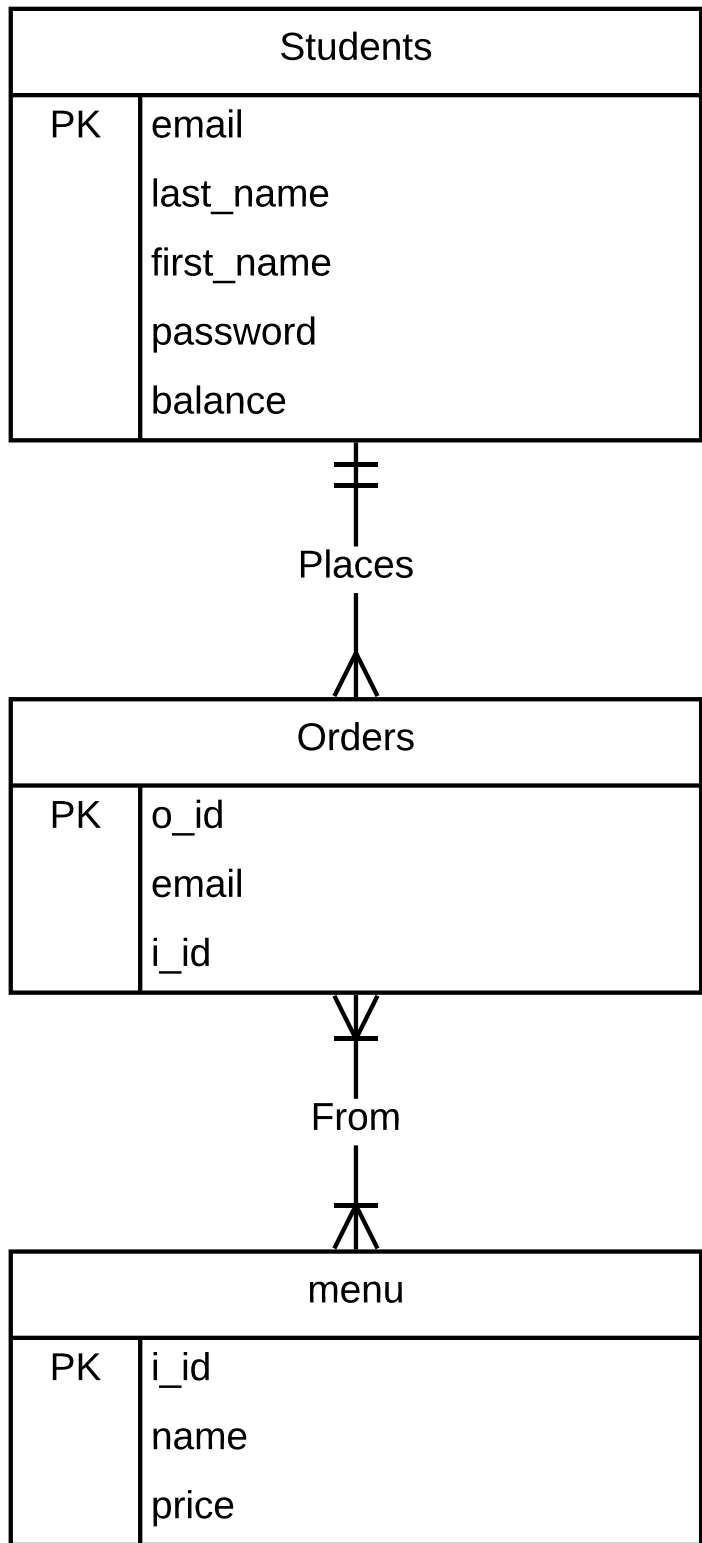 Students
PK email
last_name
first_name
password
balance
Places
Orders
PK o_id
email
i_id
From
menu
PK i_id
name
price